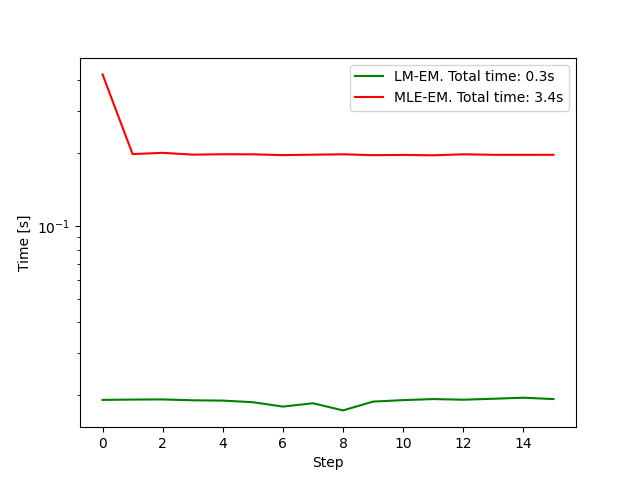 LM-EM. Total time: 0.3s
MLE-EM. Total time: 3.4s
Time [s]
10⁻¹
0 2 4 6 8 10 12 14
Step